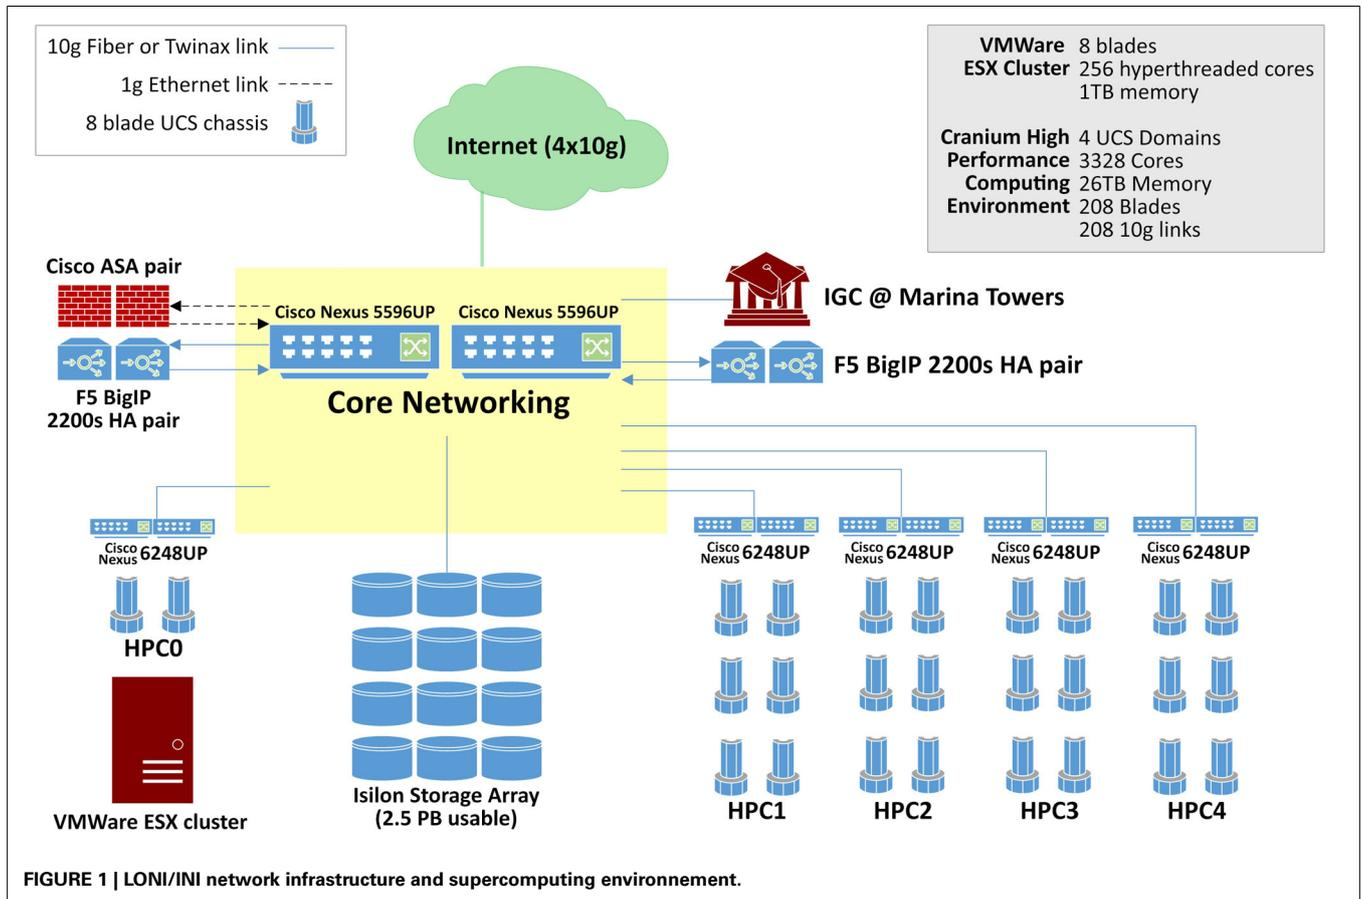 10g Fiber or Twinax link
1g Ethernet link
8 blade UCS chassis
Internet (4x10g)
VMWare 8 blades
ESX Cluster 256 hyperthreaded cores
1TB memory
Cranium High 4 UCS Domains
Performance 3328 Cores
Computing 26TB Memory
Environment 208 Blades
208 10g links
Cisco ASA pair
F5 BigIP
2200s HA pair
Cisco Nexus 5596UP
Cisco Nexus 5596UP
Core Networking
IGC @ Marina Towers
F5 BigIP 2200s HA pair
Cisco
Nexus 6248UP
HPC0
VMWare ESX cluster
Isilon Storage Array
(2.5 PB usable)
Cisco
Nexus 6248UP
HPC1
Cisco
Nexus 6248UP
HPC2
Cisco
Nexus 6248UP
HPC3
Cisco
Nexus 6248UP
HPC4
FIGURE 1 | LONI/INI network infrastructure and supercomputing environnement.